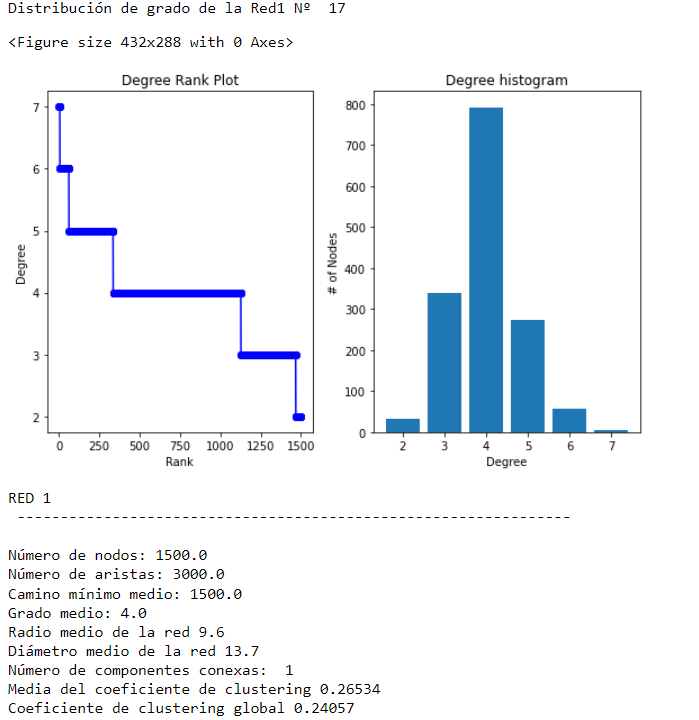 Distribución de grado de la Red1 Nº  17
<Figure size 432x288 with 0 Axes>
Degree Rank Plot
7
6
5
4
3
2
Degree
0 250 500 750 1000 1250 1500
Rank
Degree histogram
800
700
600
500
400
300
200
100
0
# of Nodes
2 3 4 5 6 7
Degree
RED 1
-----------------------------------------------------------------
Número de nodos: 1500.0
Número de aristas: 3000.0
Camino mínimo medio: 1500.0
Grado medio: 4.0
Radio medio de la red 9.6
Diámetro medio de la red 13.7
Número de componentes conexas:  1
Media del coeficiente de clustering 0.26534
Coeficiente de clustering global 0.24057